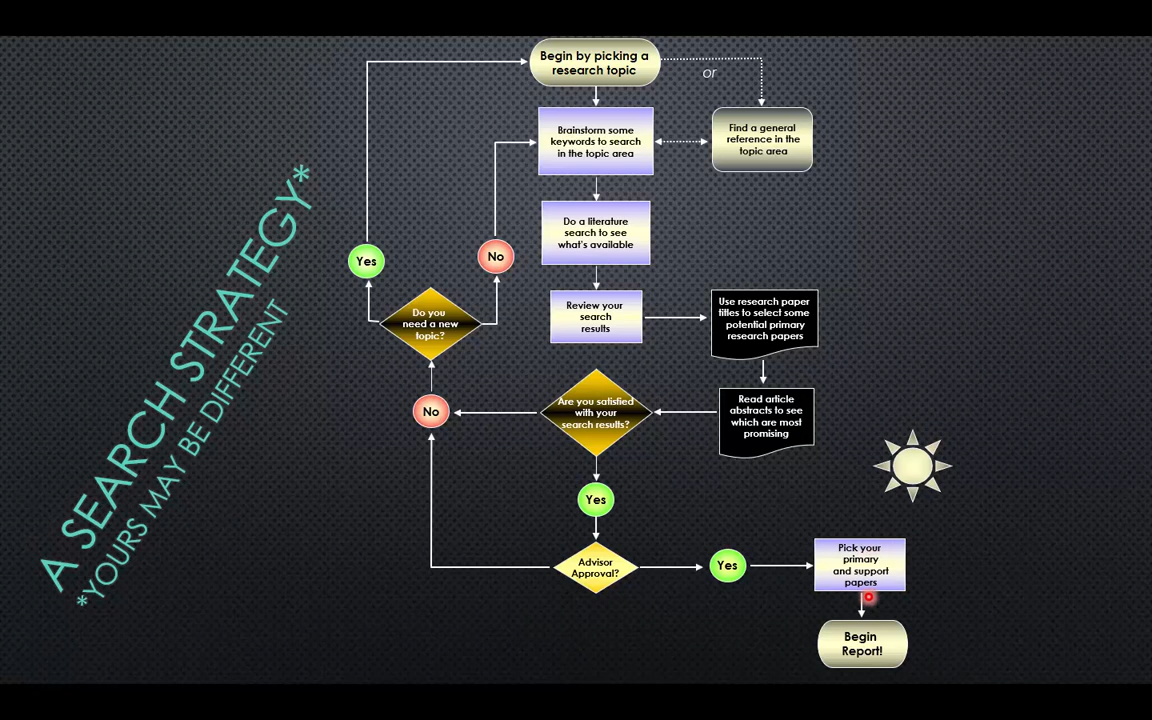 A SEARCH STRATEGY*
*YOURS MAY BE DIFFERENT
Begin by picking a
research topic
or
Brainstorm some
keywords to search
in the topic area
Find a general
reference in the
topic area
Do a literature
search to see
what's available
Yes
No
Do you
need a new
topic?
Review your
search
results
Use research paper
titles to select some
potential primary
research papers
Read article
abstracts to see
which are most
promising
Are you satisfied
with your
search results?
No
Yes
Advisor
Approval?
Yes
Pick your
primary
and support
papers
Begin
Report!